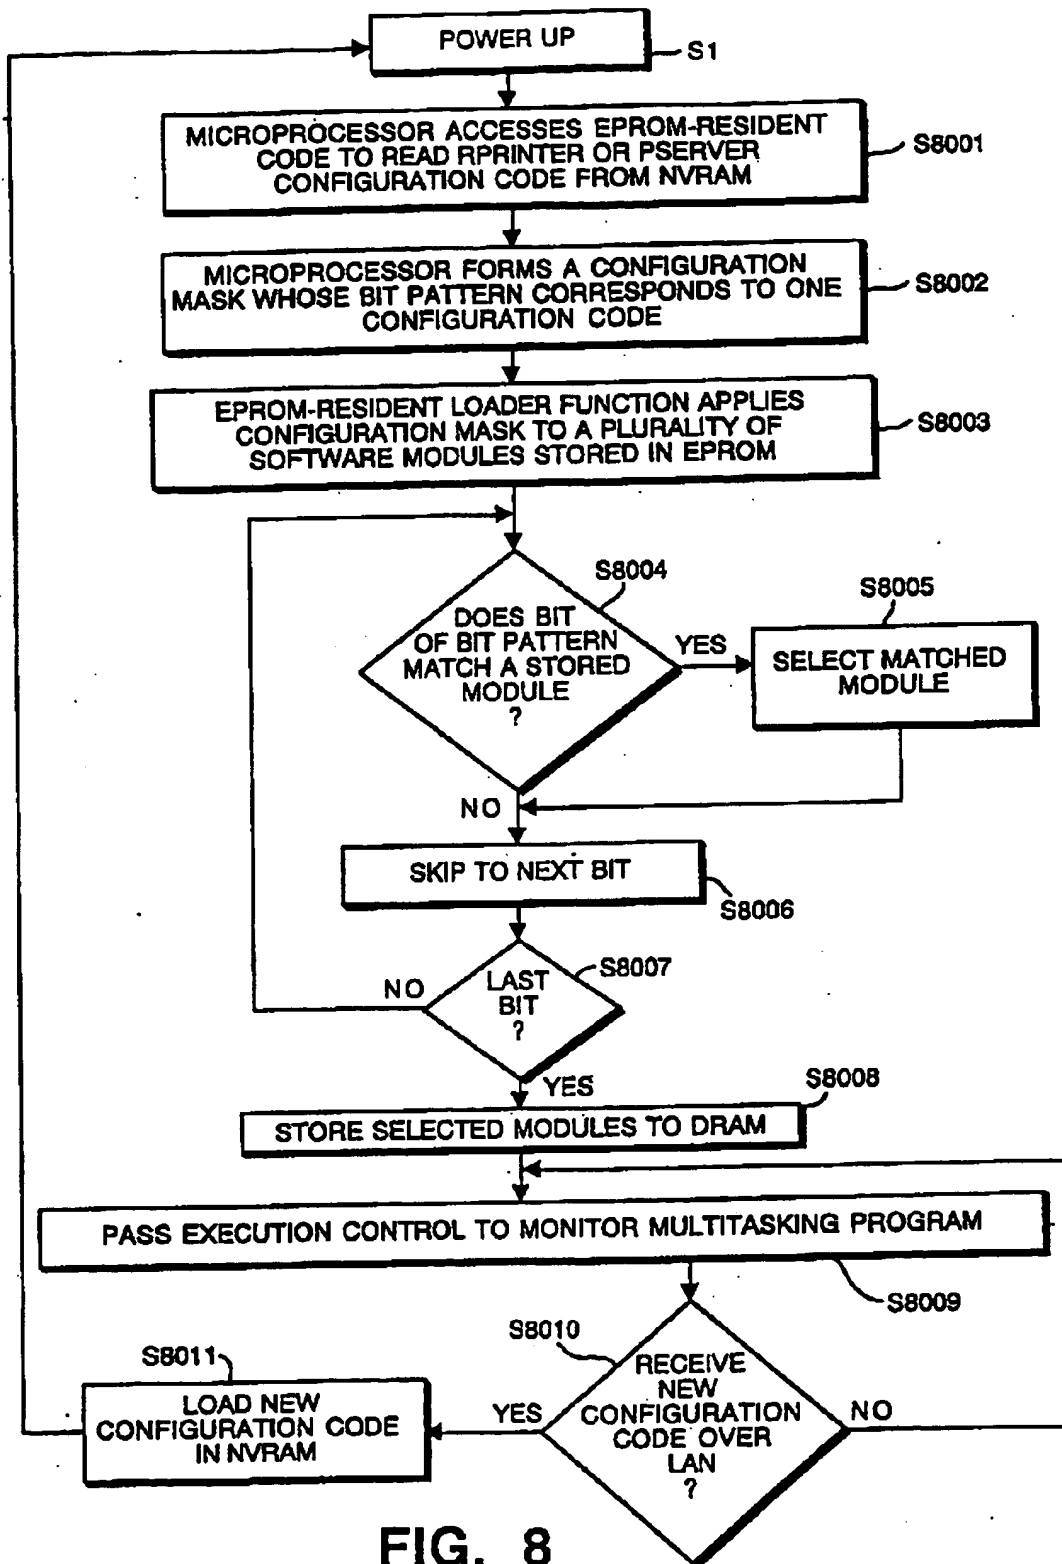 POWER UP
S1
MICROPROCESSOR ACCESSES EPROM-RESIDENT
CODE TO READ RPRINTER OR PSERVER
CONFIGURATION CODE FROM NVRAM
S8001
MICROPROCESSOR FORMS A CONFIGURATION
MASK WHOSE BIT PATTERN CORRESPONDS TO ONE
CONFIGURATION CODE
S8002
EPROM-RESIDENT LOADER FUNCTION APPLIES
CONFIGURATION MASK TO A PLURALITY OF
SOFTWARE MODULES STORED IN EPROM
S8003
S8004
DOES BIT
OF BIT PATTERN
MATCH A STORED
MODULE
?
YES
S8005
SELECT MATCHED
MODULE
NO
SKIP TO NEXT BIT
S8006
S8007
LAST
BIT
?
NO
YES
S8008
STORE SELECTED MODULES TO DRAM
PASS EXECUTION CONTROL TO MONITOR MULTITASKING PROGRAM
S8009
S8010
RECEIVE
NEW
CONFIGURATION
CODE OVER
LAN
?
YES
NO
S8011
LOAD NEW
CONFIGURATION CODE
IN NVRAM
FIG. 8